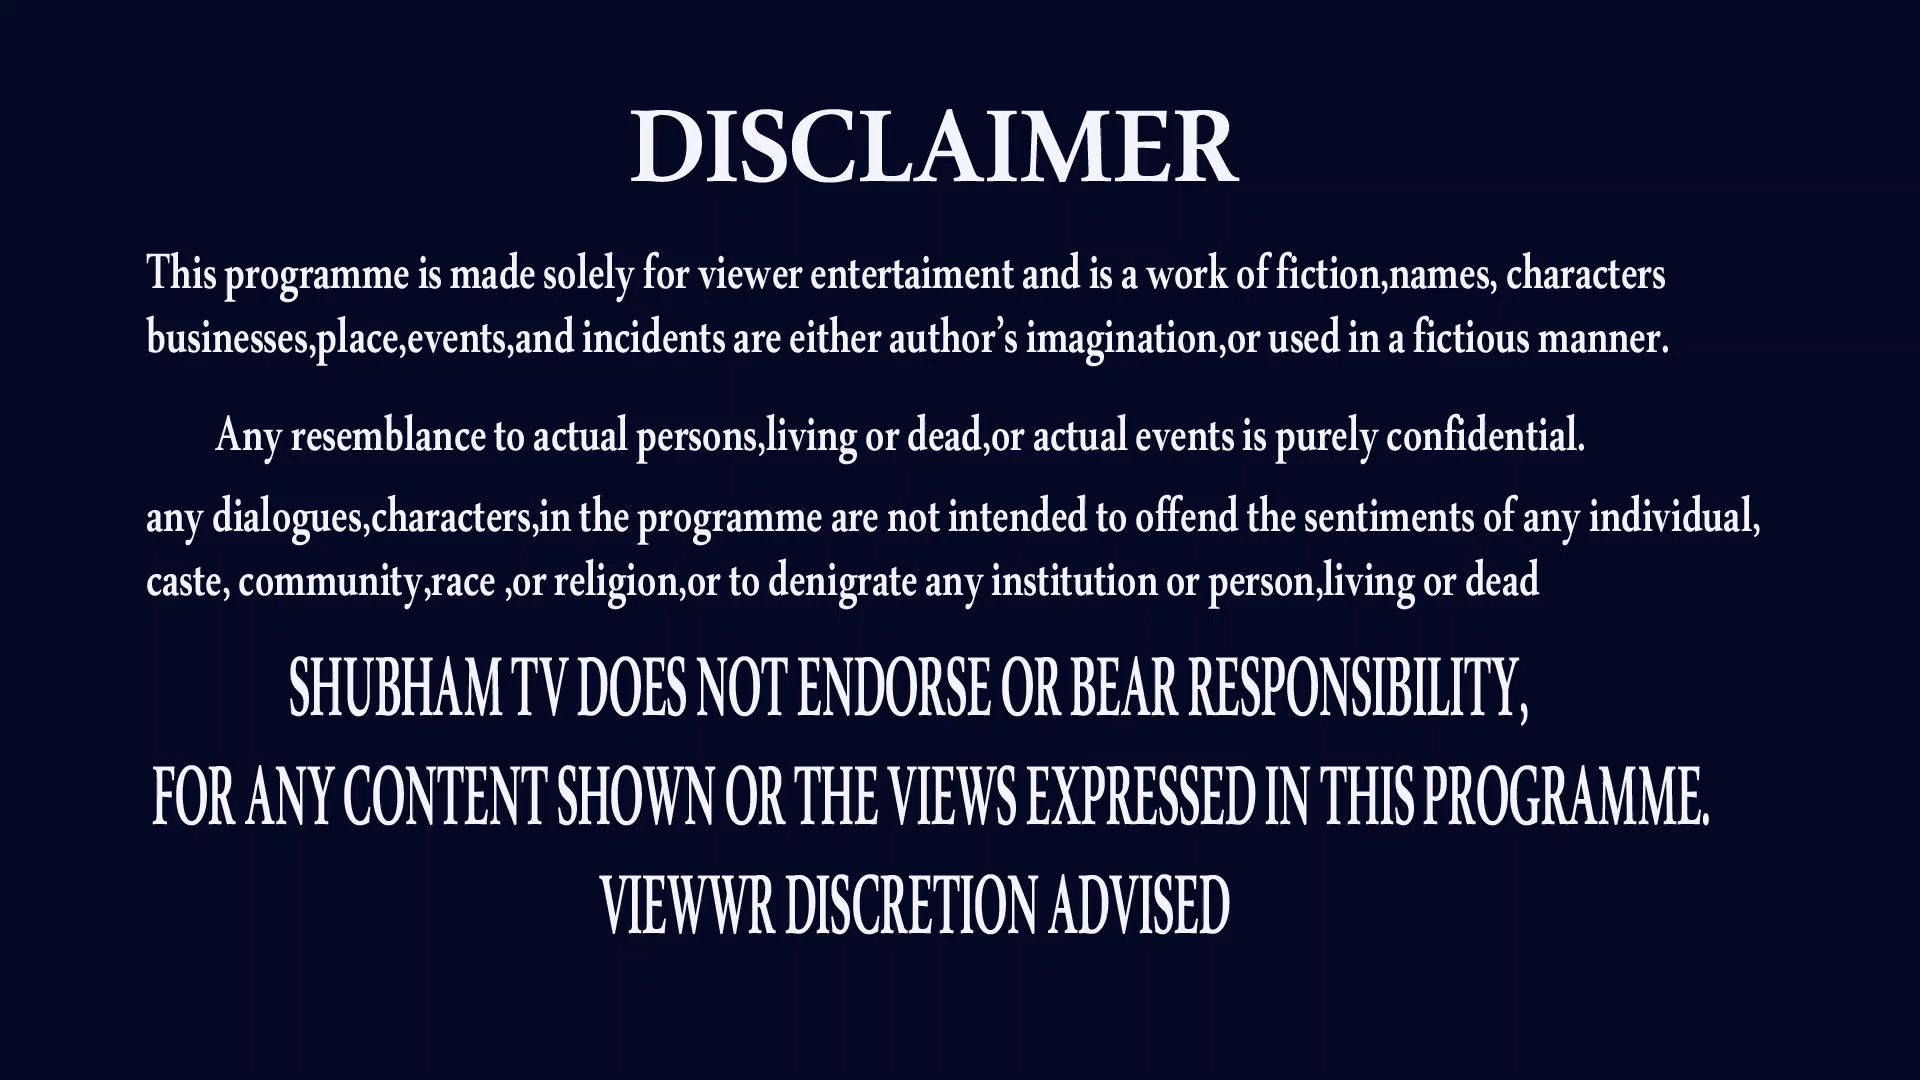 DISCLAIMER
This programme is made solely for viewer entertaiment and is a work of fiction,names, characters
businesses,place,events,and incidents are either author’s imagination,or used in a fictious manner.
Any resemblance to actual persons,living or dead,or actual events is purely confidential.
any dialogues,characters,in the programme are not intended to offend the sentiments of any individual,
caste, community,race ,or religion,or to denigrate any institution or person,living or dead
SHUBHAM TV DOES NOT ENDORSE OR BEAR RESPONSIBILITY,
FOR ANY CONTENT SHOWN OR THE VIEWS EXPRESSED IN THIS PROGRAMME.
VIEWWR DISCRETION ADVISED